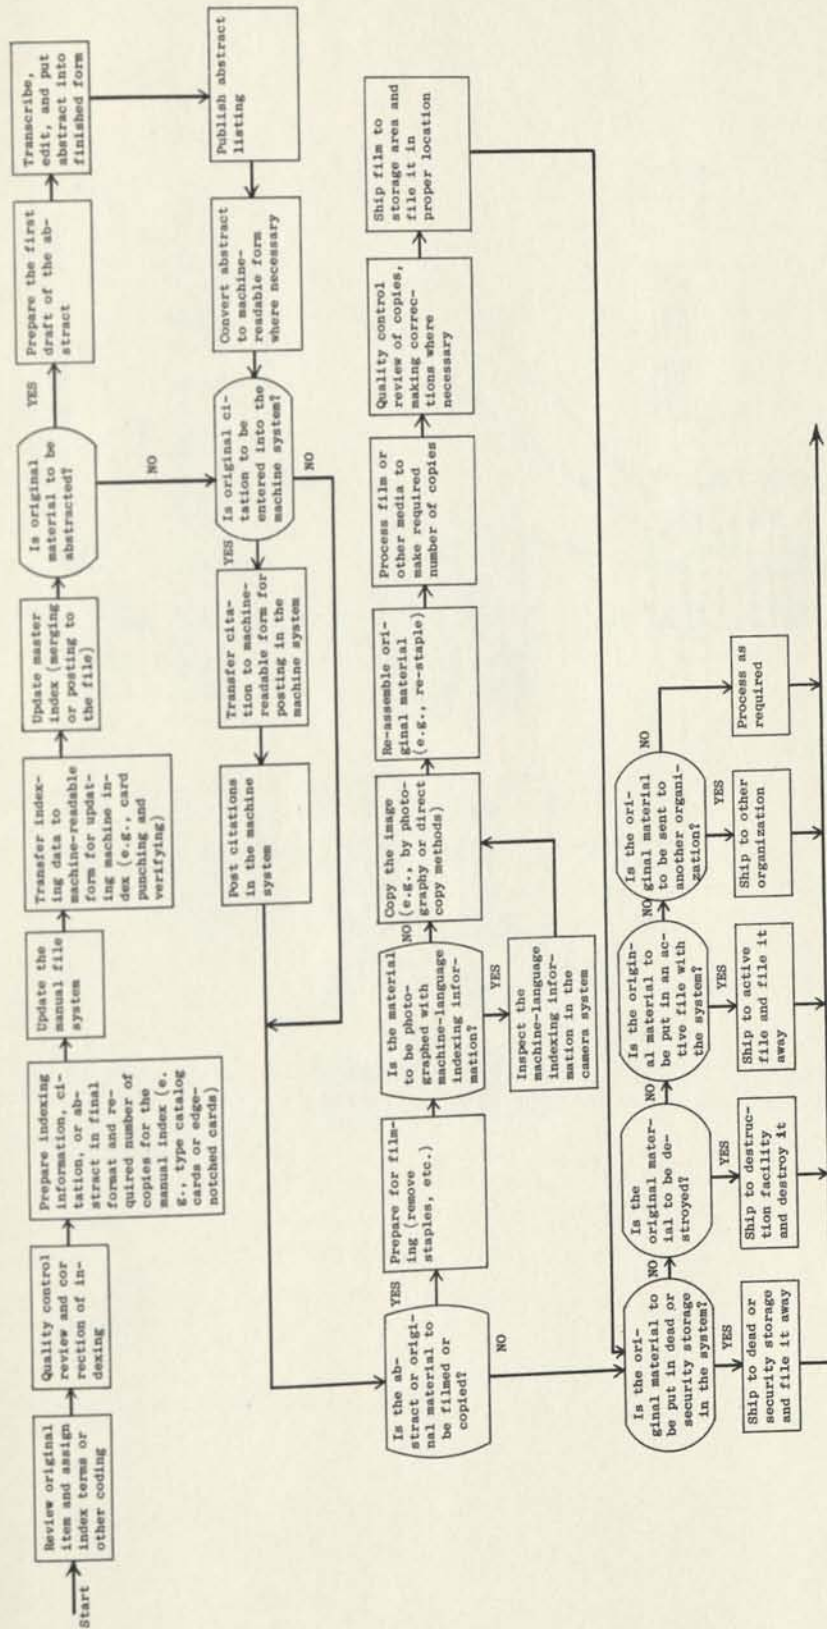 Start
Review original
item and assign
index terms or
other coding
Quality control
review and cor
rection of in-
dexing
Prepare indexing
information, ci-
tation, or ab-
stract in final
format and re-
quired number of
copies for the
manual index (e.
g., type catalog
cards or edge-
notched cards)
Update the
manual file
system
Transfer index-
ing data to
machine-readable
form for updat-
ing machine in-
dex (e.g., card
punching and
verifying)
Update master
index (merging
or posting to
the file)
Is original
material to be
abstracted?
YES
NO
Prepare the first
draft of the ab-
stract
Transcribe,
edit, and put
abstract into
finished form
Publish abstract
listing
Convert abstract
to machine-
readable form
where necessary
Is original ci-
tation to be
entered into the
machine system?
YES
NO
Transfer cita-
tion to machine-
readable form for
posting in the
machine system
Post citations
in the machine
system
Is the ab-
stract or origi-
nal material to
be filmed or
copied?
YES
NO
Prepare for film-
ing (remove
staples, etc.)
Is the material
to be photo-
graphed with
machine-language
indexing infor-
mation?
NO
YES
Inspect the
machine-language
indexing infor-
mation in the
camera system
Copy the image
(e.g., by photo-
graphy or direct
copy methods)
Re-assemble ori-
ginal material
(e.g., re-staple)
Process film or
other media to
make required
number of copies
Quality control
review of copies,
making correc-
tions where
necessary
Ship film to
storage area and
file it in
proper location
Is the ori-
ginal material to
be put in dead or
security storage
in the system?
NO
YES
Ship to dead or
security storage
and file it away
Is the
original mater-
ial to be de-
stroyed?
NO
YES
Ship to destruc-
tion facility
and destroy it
Is the origin-
al material to
be put in an ac-
tive file with
the system?
NO
YES
Ship to active
file and file it
away
Is the ori-
ginal material
to be sent to
another organi-
zation?
NO
YES
Ship to other
organization
Process as
required